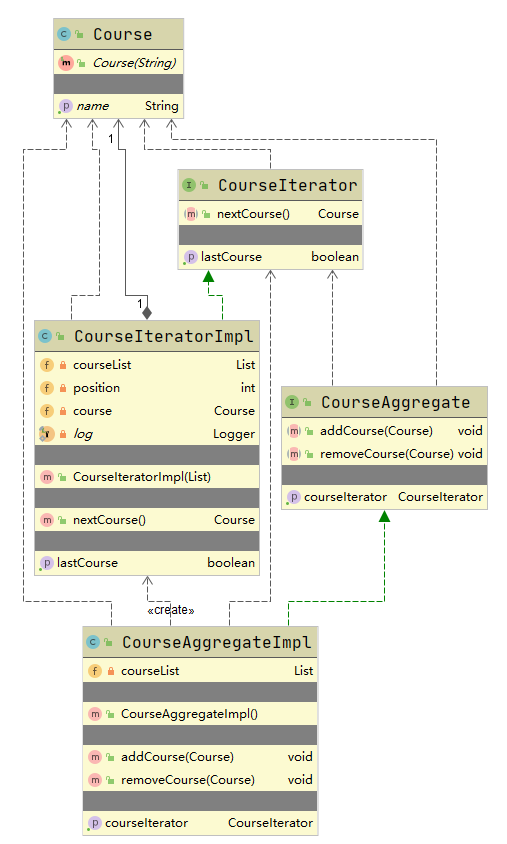 Course
Course(String)
name String
1
CourseIterator
nextCourse() Course
lastCourse boolean
1
CourseIteratorImpl
courseList List
position int
course Course
log Logger
CourseIteratorImpl(List)
nextCourse() Course
lastCourse boolean
CourseAggregate
addCourse(Course) void
removeCourse(Course) void
courseIterator CourseIterator
«create»
CourseAggregateImpl
courseList List
CourseAggregateImpl()
addCourse(Course) void
removeCourse(Course) void
courseIterator CourseIterator